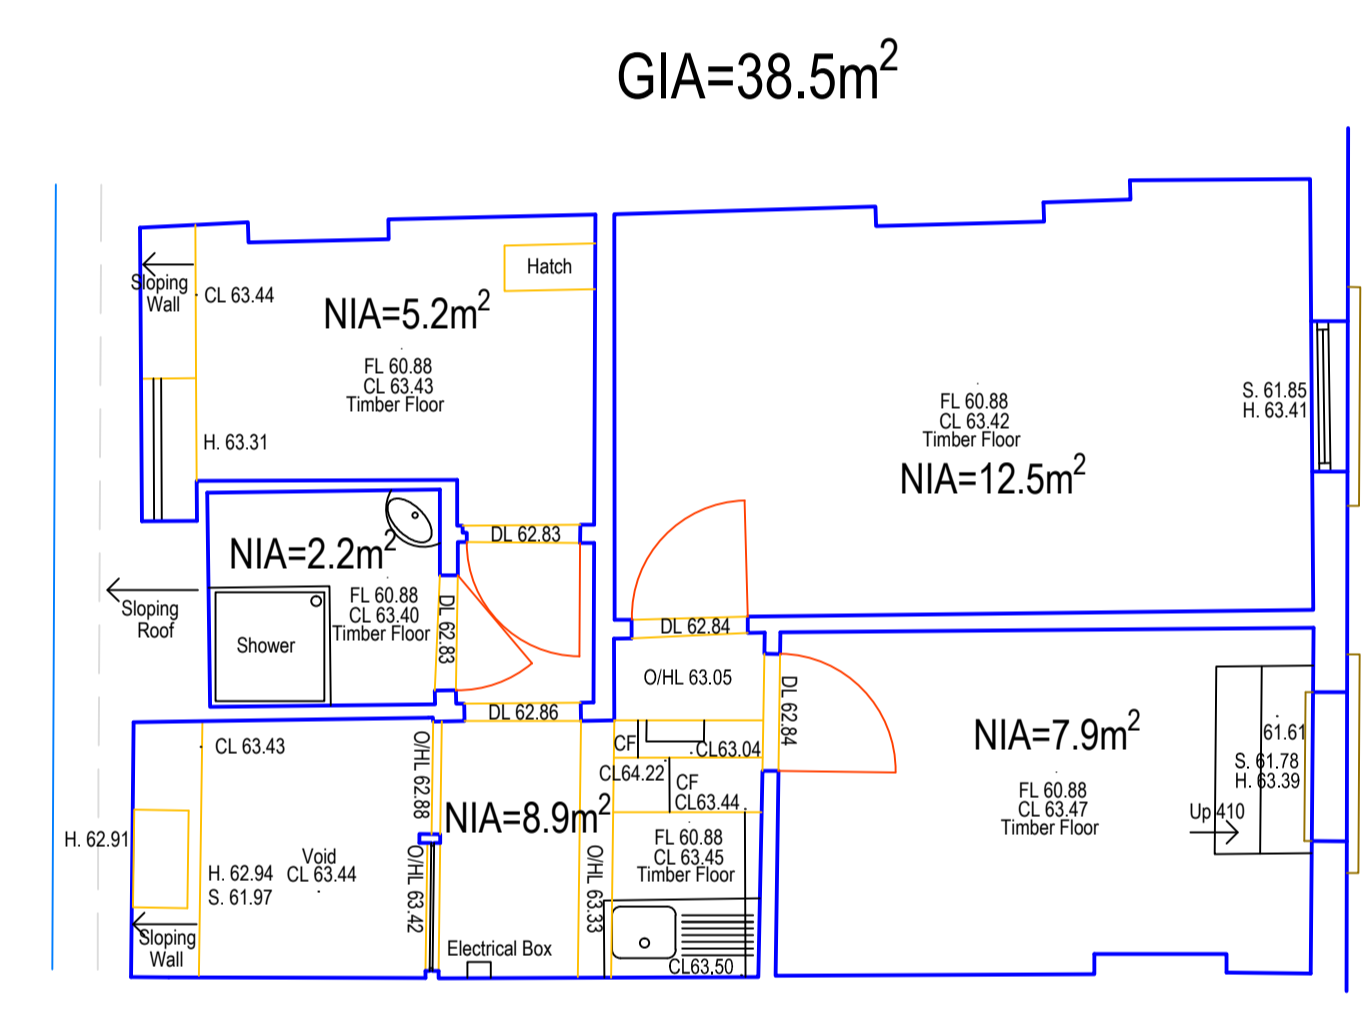 GIA=38.5m²
Sloping
Wall
CL 63.44
NIA=5.2m²
Hatch
FL 60.88
CL 63.43
Timber Floor
H. 63.31
DL 62.83
FL 60.88
CL 63.42
Timber Floor
NIA=12.5m²
S. 61.85
H. 63.41
NIA=2.2m²
FL 60.88
CL 63.40
Timber Floor
Shower
DL 62.83
Sloping
Roof
DL 62.84
O/HL 63.05
DL 62.84
DL 62.86
CL 63.43
O/HL 62.88
CF
CL63.04
CL64.22
CF
CL63.44
NIA=8.9m²
FL 60.88
CL 63.45
Timber Floor
NIA=7.9m²
FL 60.88
CL 63.47
Timber Floor
61.61
S. 61.78
H. 63.39
Up 410
H. 62.91
Void
CL 63.44
H. 62.94
S. 61.97
O/HL 63.42
O/HL 63.33
Sloping
Wall
Electrical Box
CL63.50